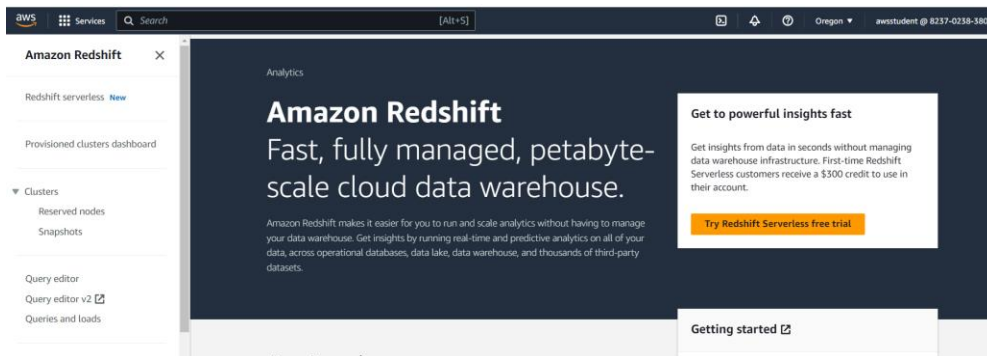 aws
Services
Search
[Alt+S]
Oregon ▼
awsstudent @ 8237-0238-380
Amazon Redshift
Redshift serverless New
Provisioned clusters dashboard
Clusters
Reserved nodes
Snapshots
Query editor
Query editor v2
Queries and loads
Analytics
Amazon Redshift
Fast, fully managed, petabyte-
scale cloud data warehouse.
Amazon Redshift makes it easier for you to run and scale analytics without having to manage
your data warehouse. Get insights by running real-time and predictive analytics on all of your
data, across operational databases, data lake, data warehouse, and thousands of third-party
datasets.
Get to powerful insights fast
Get insights from data in seconds without managing
data warehouse infrastructure. First-time Redshift
Serverless customers receive a $300 credit to use in
their account.
Try Redshift Serverless free trial
Getting started